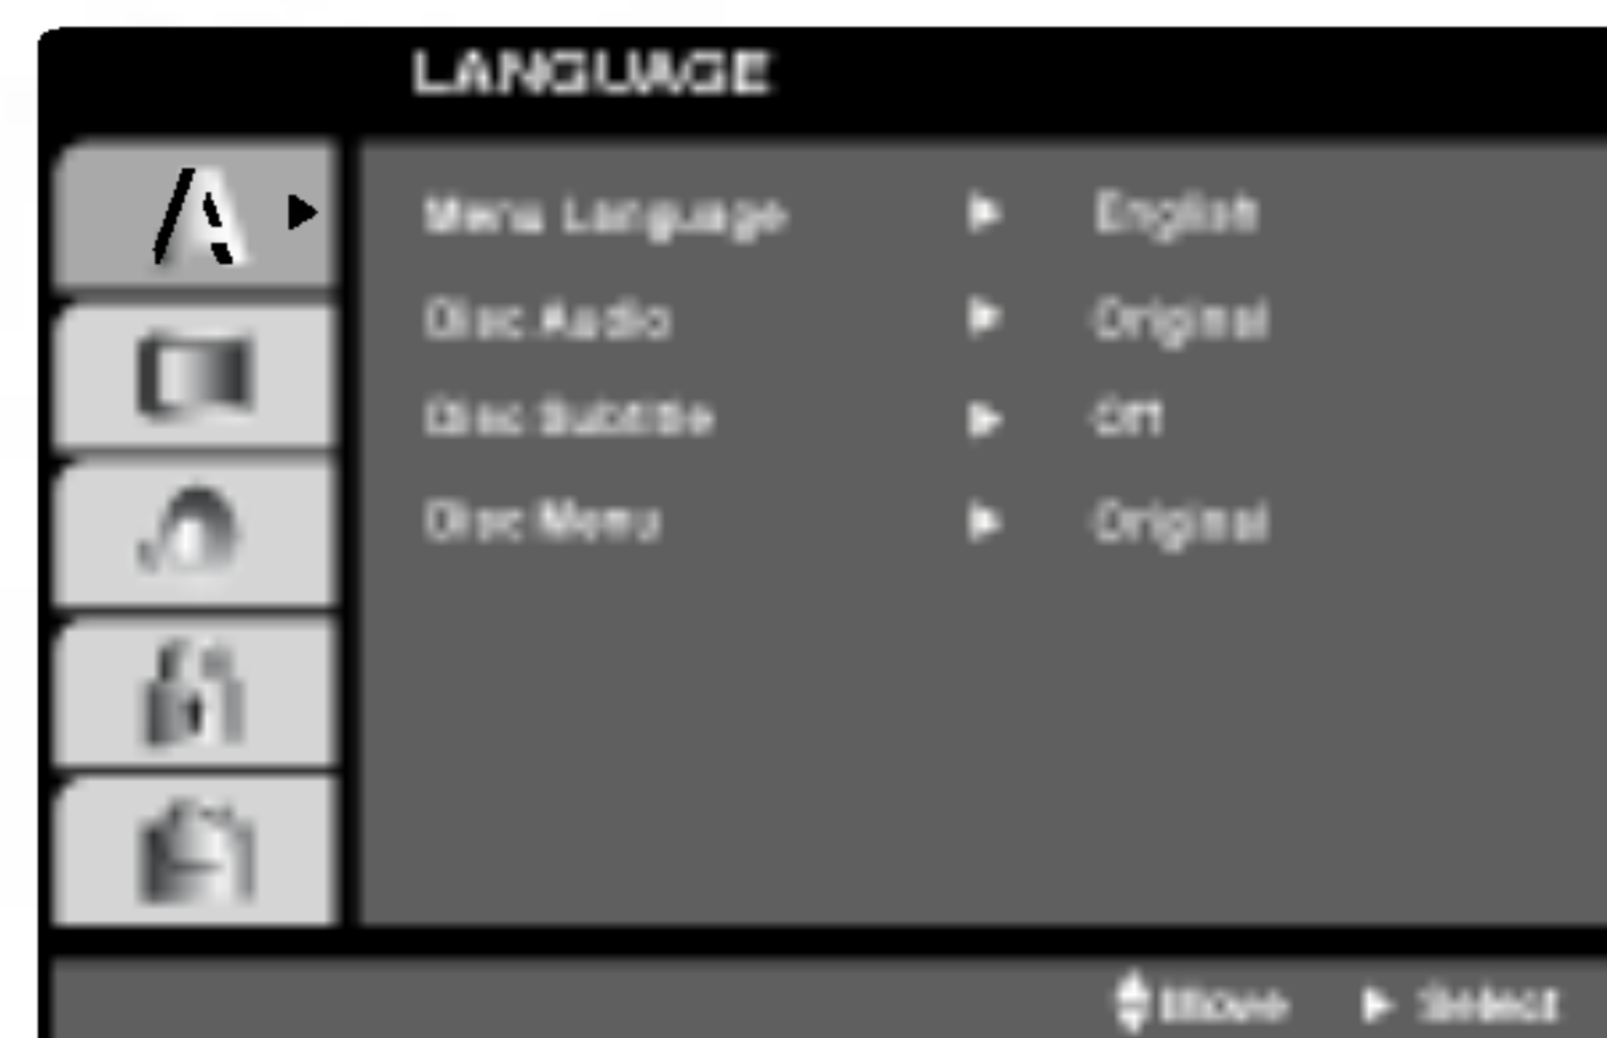 LANGUAGE
Menu Language ► English
Disc Audio ► Original
Disc Subtitle ► Off
Disc Menu ► Original
Move ► Select